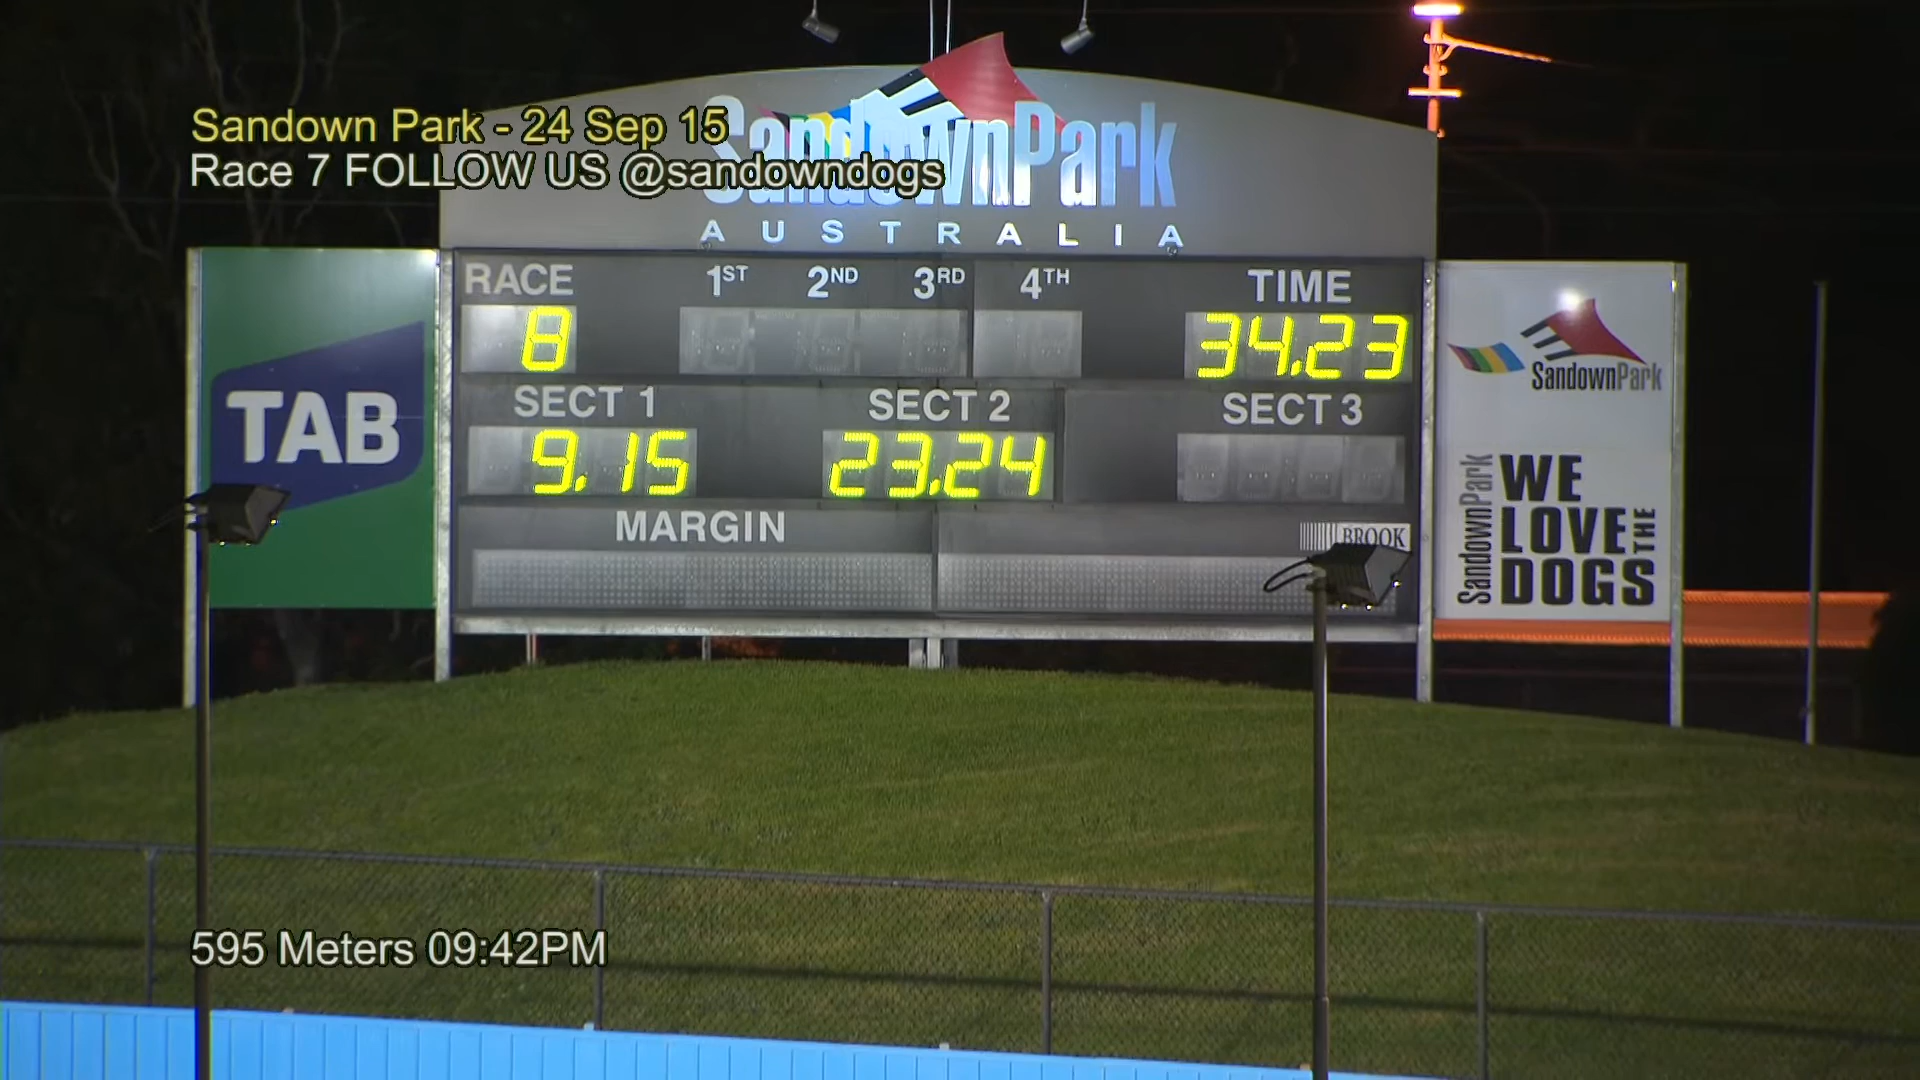 Sandown Park - 24 Sep 15
Race 7 FOLLOW US @sandowndogs
SandownPark
AUSTRALIA
RACE 1ST 2ND 3RD 4TH TIME
8 34.23
SECT 1 SECT 2 SECT 3
9.15 23.24
MARGIN
BROOK
TAB
SandownPark
SandownPark
WE
LOVE THE
DOGS
595 Meters 09:42PM